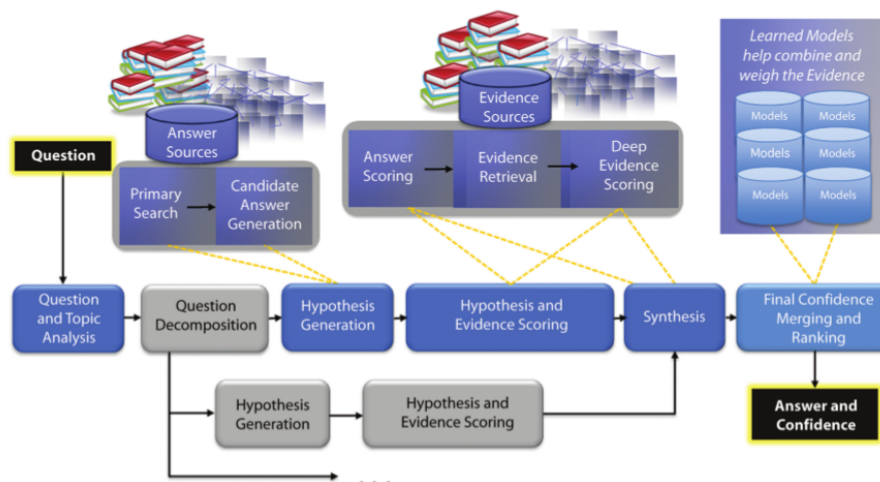 Learned Models
help combine and
weigh the Evidence
Models
Models
Models
Models
Models
Models
Answer
Sources
Evidence
Sources
Question
Primary
Search
Candidate
Answer
Generation
Answer
Scoring
Evidence
Retrieval
Deep
Evidence
Scoring
Question
and Topic
Analysis
Question
Decomposition
Hypothesis
Generation
Hypothesis and
Evidence Scoring
Synthesis
Final Confidence
Merging and
Ranking
Hypothesis
Generation
Hypothesis and
Evidence Scoring
Answer and
Confidence
. . .